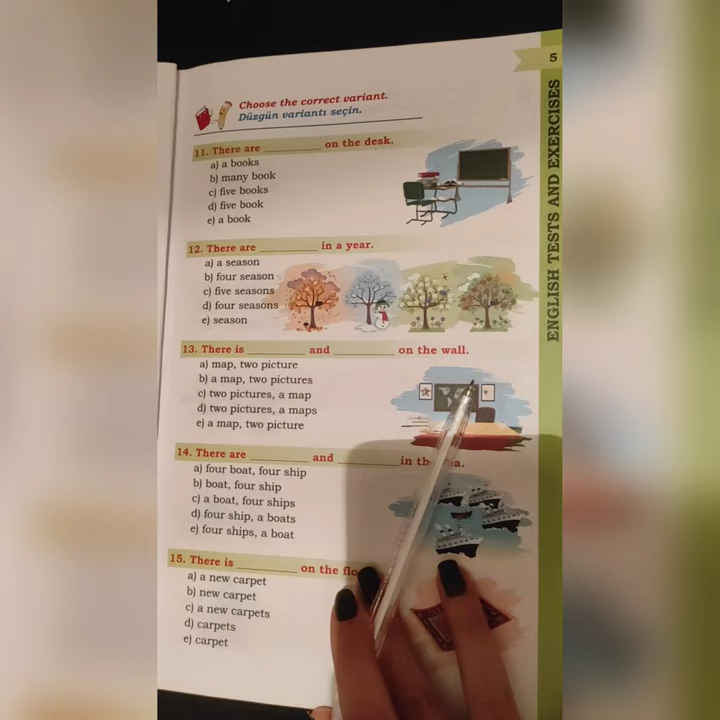 5
ENGLISH TESTS AND EXERCISES
Choose the correct variant.
Düzgün variantı seçin.
11. There are __________ on the desk.
a) a books
b) many book
c) five books
d) five book
e) a book
12. There are __________ in a year.
a) a season
b) four season
c) five seasons
d) four seasons
e) season
13. There is __________ and __________ on the wall.
a) map, two picture
b) a map, two pictures
c) two pictures, a map
d) two pictures, a maps
e) a map, two picture
14. There are __________ and __________ in
a) four boat, four ship
b) boat, four ship
c) a boat, four ships
d) four ship, a boats
e) four ships, a boat
15. There is __________ on the
a) a new carpet
b) new carpet
c) a new carpets
d) carpets
e) carpet